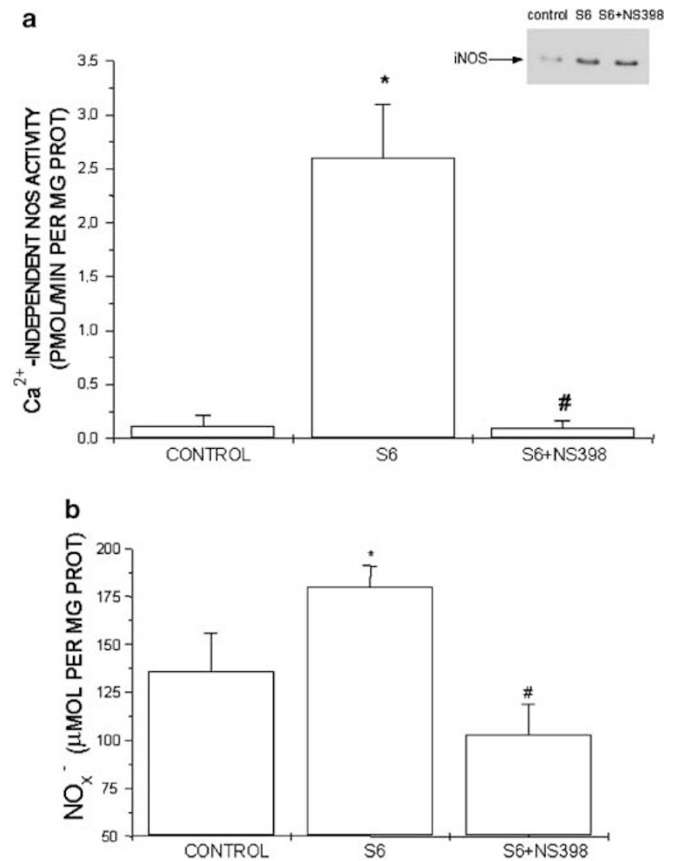 a
control S6 S6+NS398
iNOS
Ca2+-INDEPENDENT NOS ACTIVITY
(PMOL/MIN PER MG PROT)
3.5
3.0
2.5
2.0
1.5
1.0
0.5
0.0
*
#
CONTROL S6 S6+NS398
b
NOx- (µMOL PER MG PROT)
200
175
150
125
100
75
50
*
#
CONTROL S6 S6+NS398